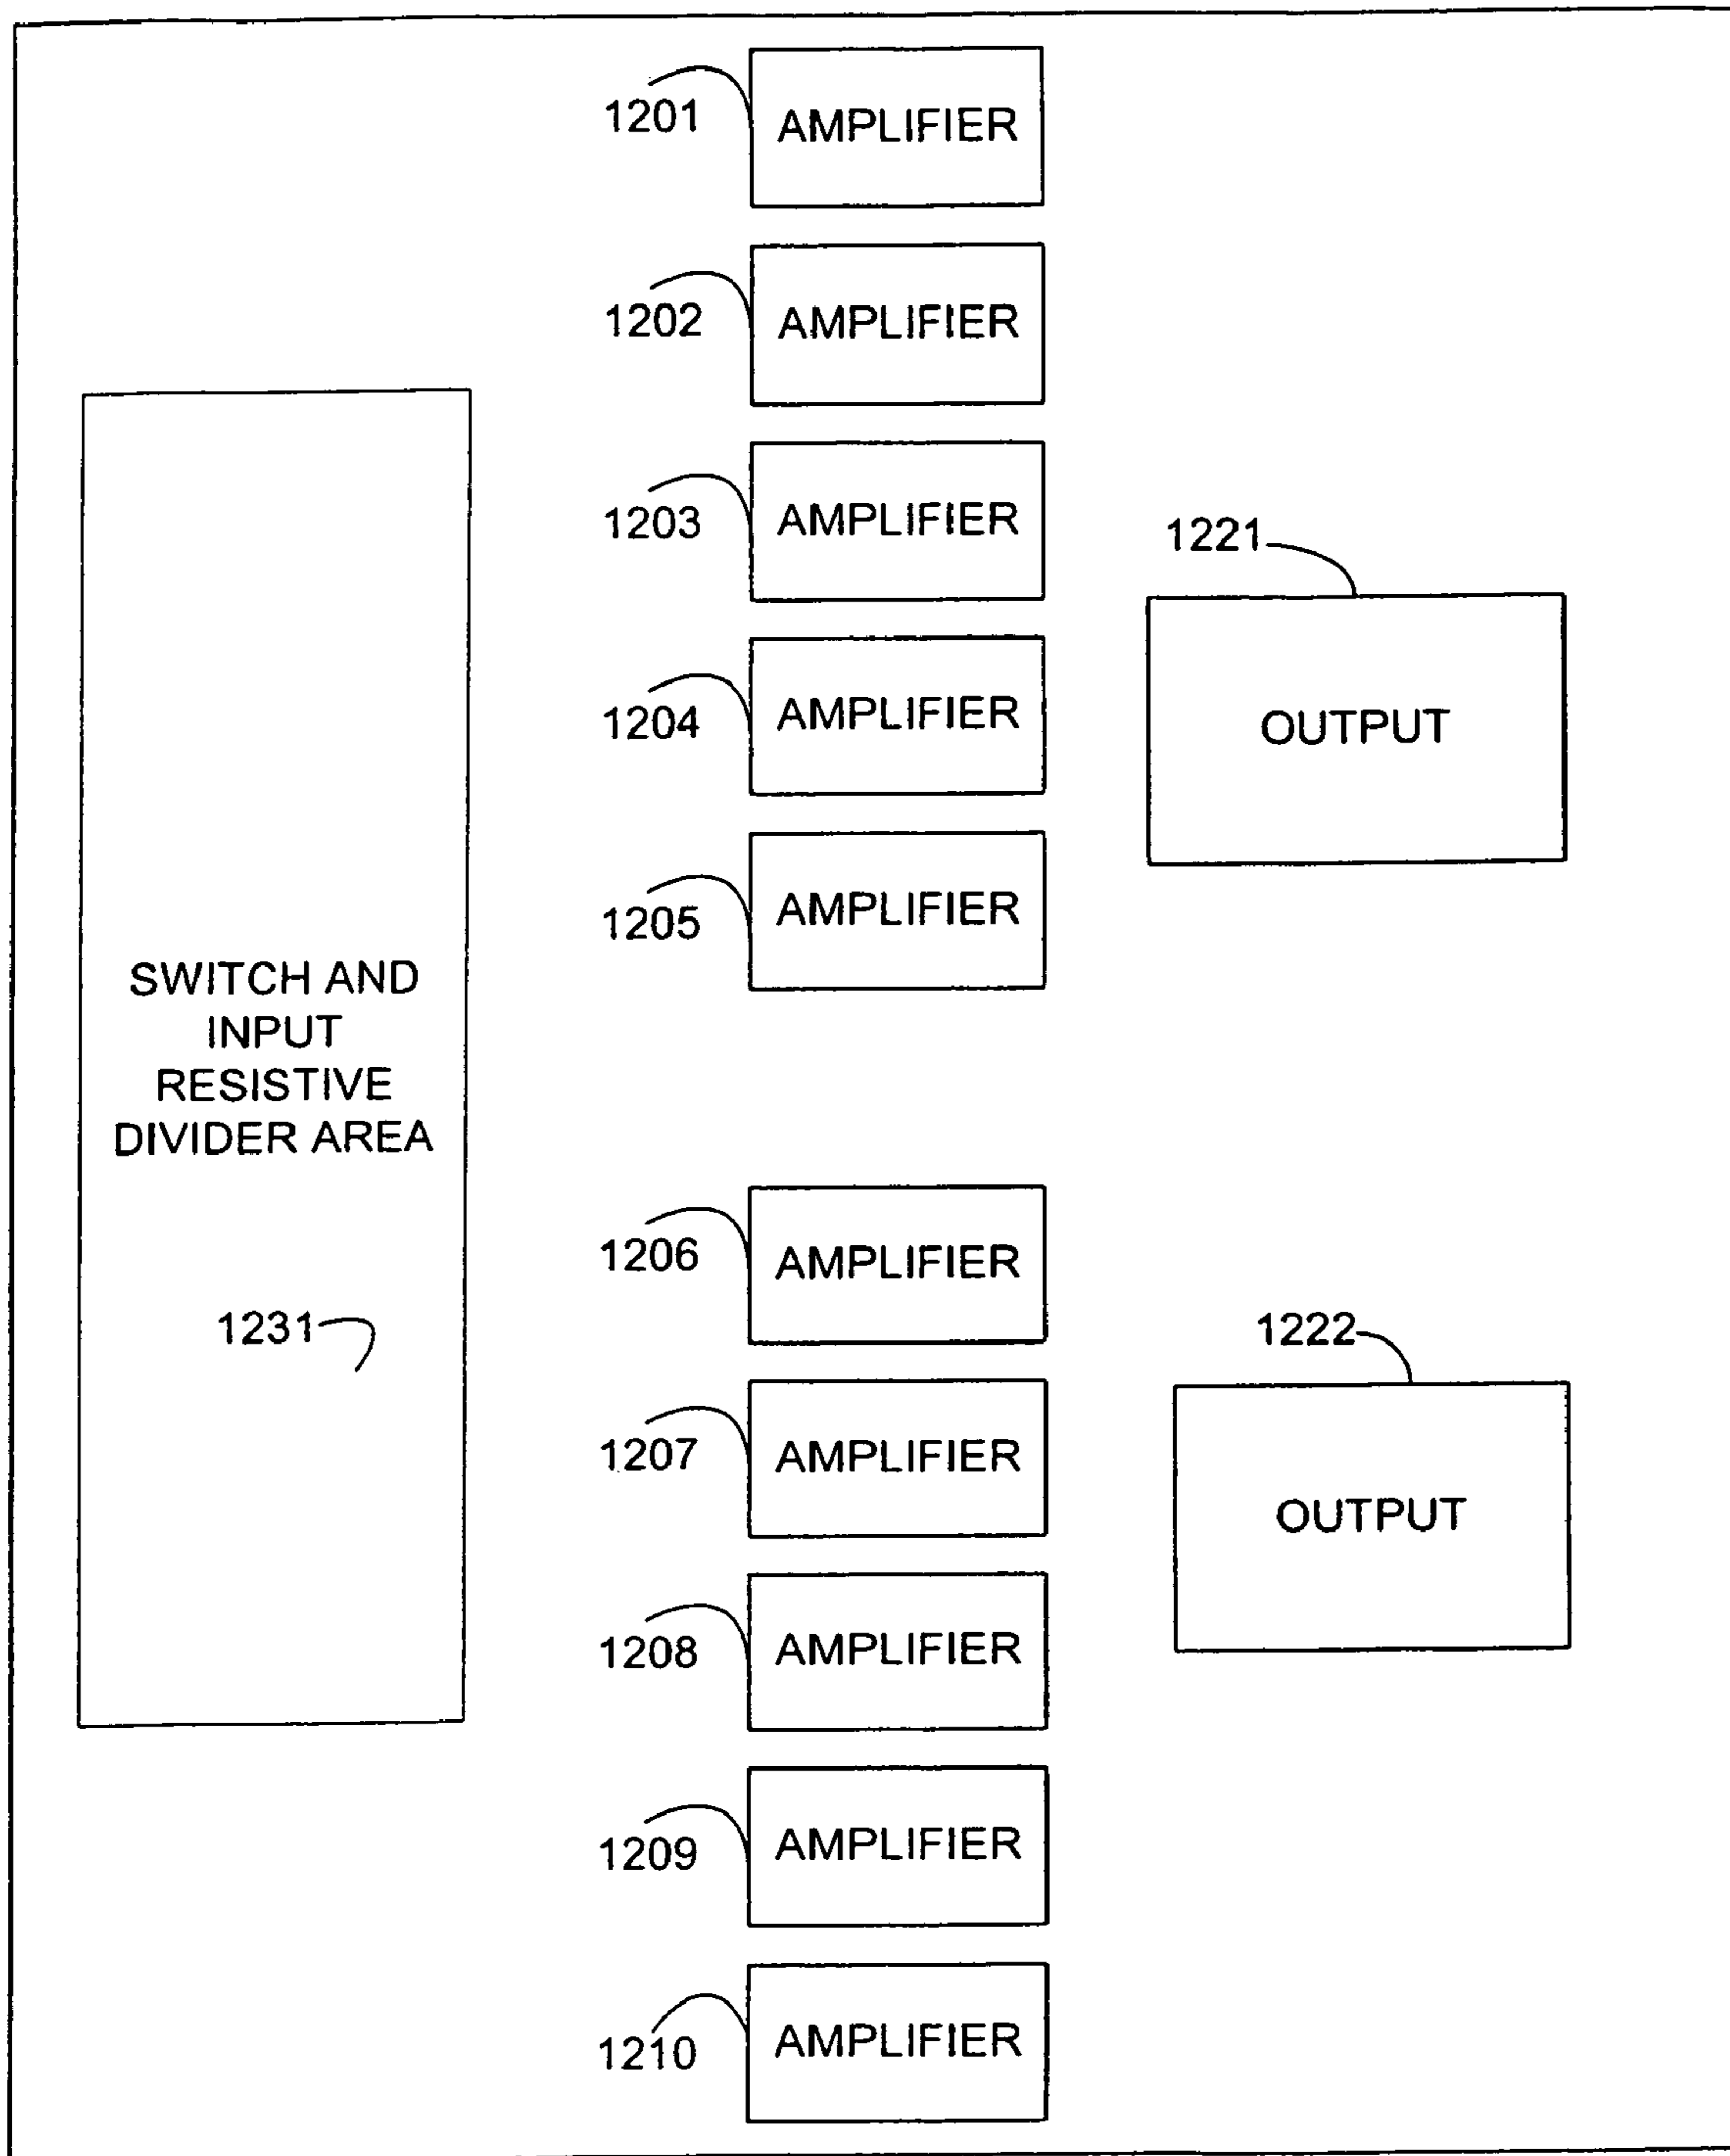 1201
AMPLIFIER
1202
AMPLIFIER
1203
AMPLIFIER
1221
1204
AMPLIFIER
OUTPUT
1205
AMPLIFIER
SWITCH AND
INPUT
RESISTIVE
DIVIDER AREA
1231
1206
AMPLIFIER
1222
1207
AMPLIFIER
OUTPUT
1208
AMPLIFIER
1209
AMPLIFIER
1210
AMPLIFIER